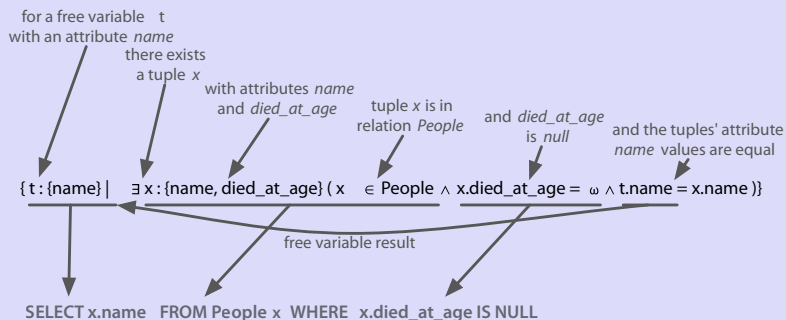 for a free variable t
with an attribute name
there exists
a tuple x
with attributes name
and died_at_age
tuple x is in
relation People
and died_at_age
is null
and the tuples' attribute
name values are equal
{ t : {name} | ∃ x : {name, died_at_age} ( x ∈ People ∧ x.died_at_age = ω ∧ t.name = x.name )}
free variable result
SELECT x.name FROM People x WHERE x.died_at_age IS NULL